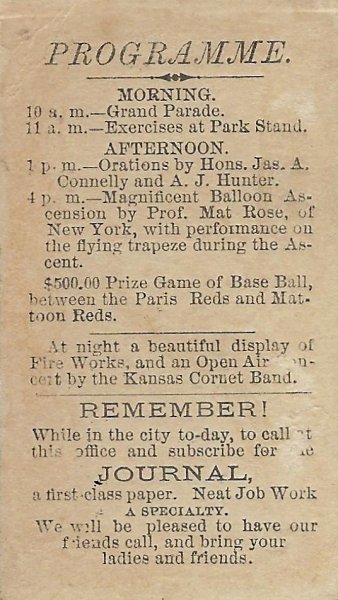 PROGRAMME.
MORNING.
10 a. m.—Grand Parade.
11 a. m.—Exercises at Park Stand.
AFTERNOON.
1 p. m.—Orations by Hons. Jas. A.
Connelly and A. J. Hunter.
4 p. m.—Magnificent Balloon As-
cension by Prof. Mat Rose, of
New York, with performance on
the flying trapeze during the As-
cent.
$500.00 Prize Game of Base Ball,
between the Paris Reds and Mat-
toon Reds.
At night a beautiful display of
Fire Works, and an Open Air Con-
cert by the Kansas Cornet Band.
REMEMBER!
While in the city to-day, to call at
this office and subscribe for the
JOURNAL,
a first-class paper. Neat Job Work
A SPECIALTY.
We will be pleased to have our
friends call, and bring your
ladies and friends.